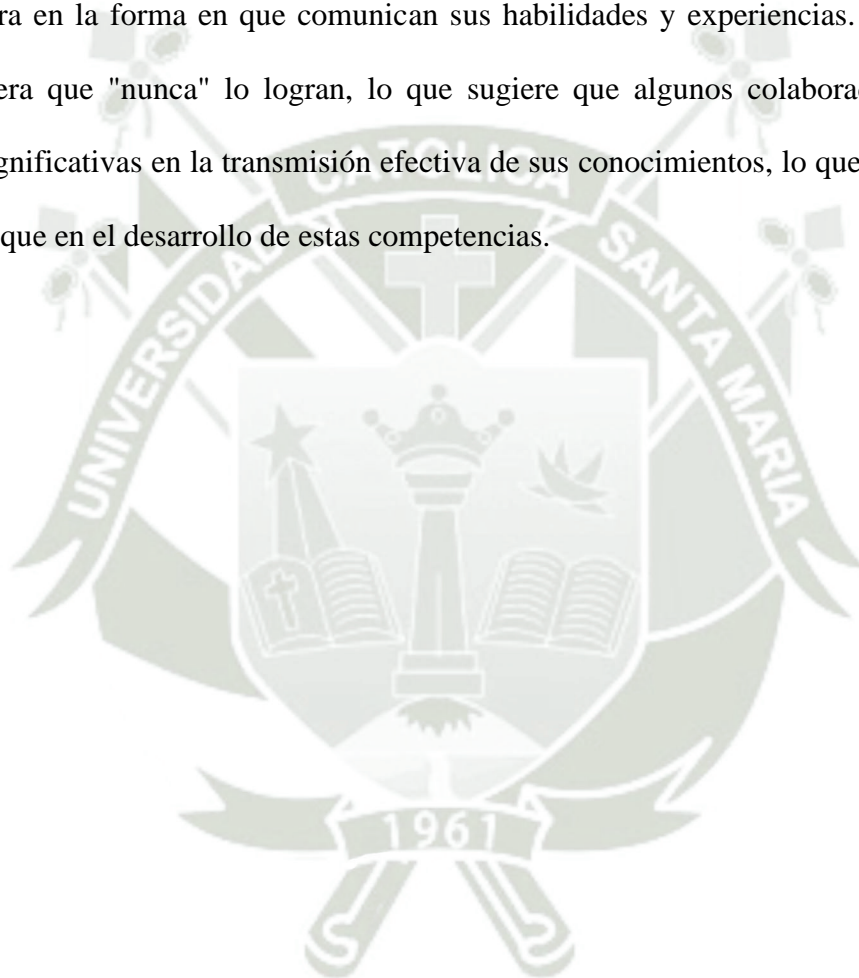 ra en la forma en que comunican sus habilidades y experiencias.
era que "nunca" lo logran, lo que sugiere que algunos colabora
gnificativas en la transmisión efectiva de sus conocimientos, lo que
que en el desarrollo de estas competencias.
UNIVERSIDAD CATOLICA SANTA MARIA
1961